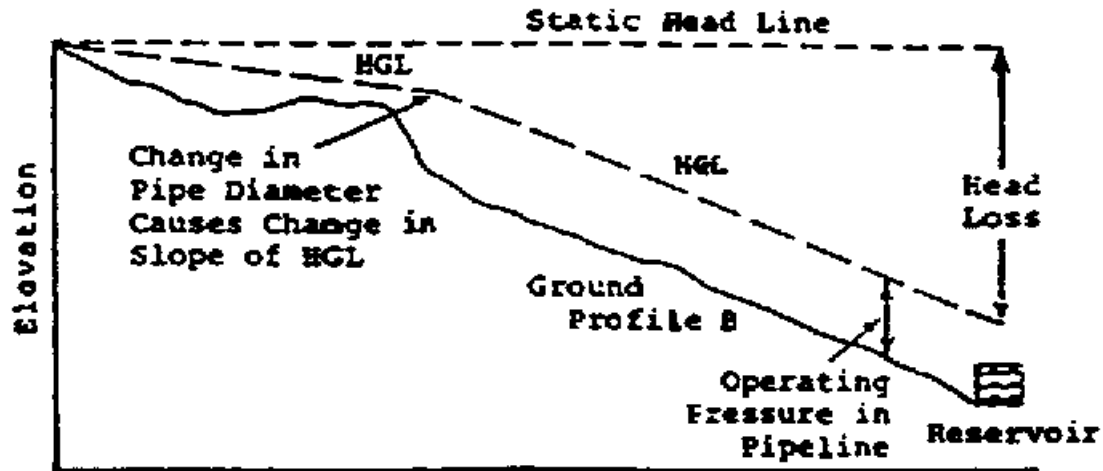 Static Head Line
HGL
Change in
Pipe Diameter
Causes Change in
Slope of HGL
HGL
Head
Loss
Elevation
Ground
Profile B
Operating
Pressure in
Pipeline
Reservoir